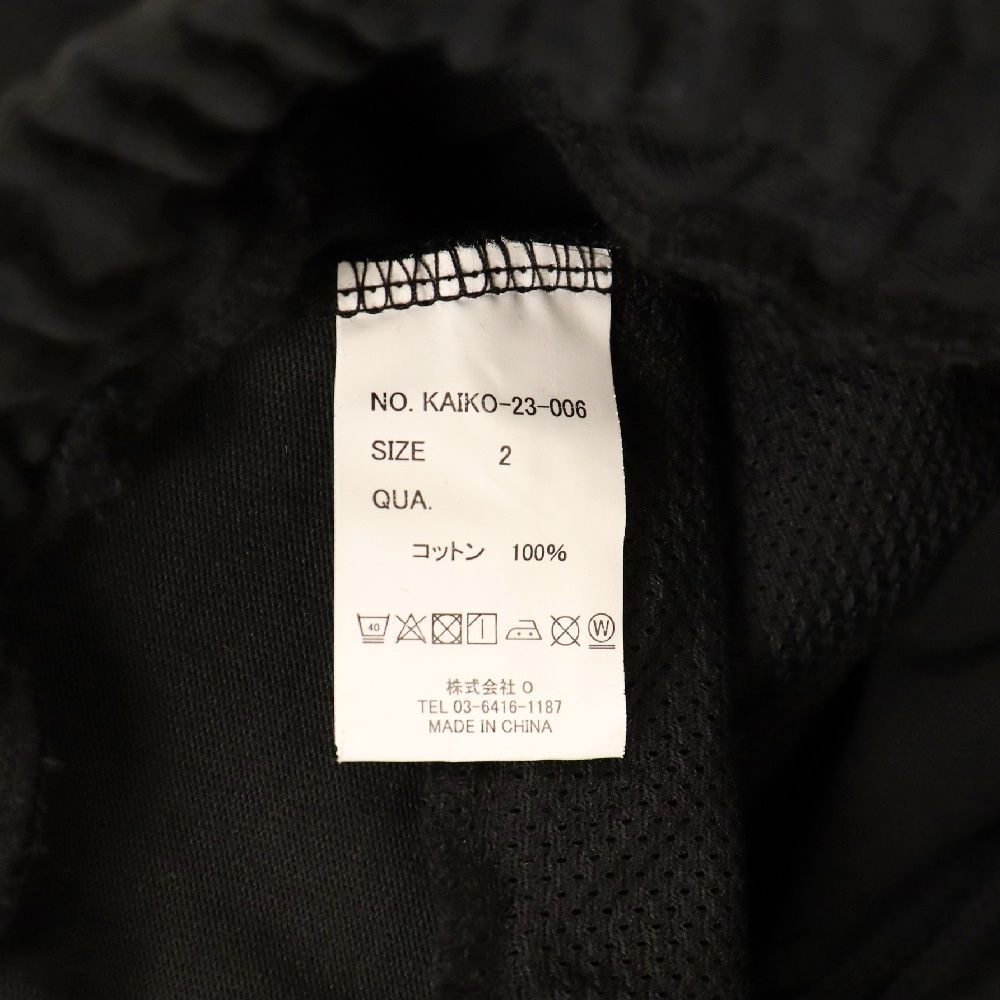 NO. KAIKO-23-006
SIZE 2
QUA.
コットン 100%
40 W
株式会社 O
TEL 03-6416-1187
MADE IN CHINA